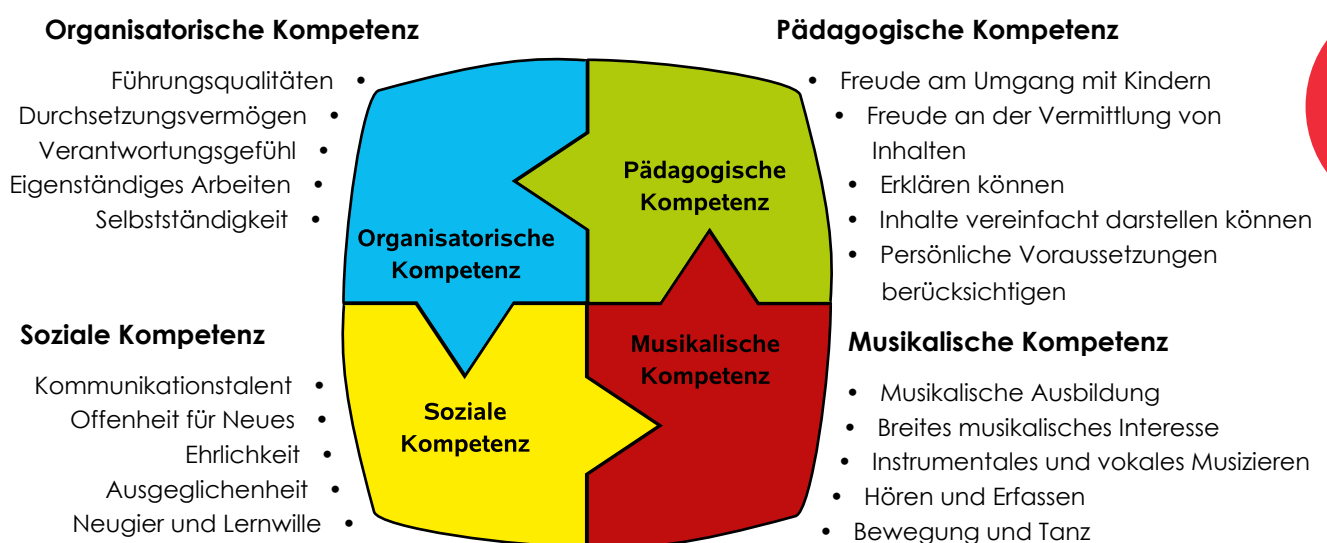 Organisatorische Kompetenz
Führungsqualitäten •
Durchsetzungsvermögen •
Verantwortungsgefühl •
Eigenständiges Arbeiten •
Selbstständigkeit •
Pädagogische Kompetenz
• Freude am Umgang mit Kindern
• Freude an der Vermittlung von
Inhalten
• Erklären können
• Inhalte vereinfacht darstellen können
• Persönliche Voraussetzungen
berücksichtigen
Organisatorische
Kompetenz
Pädagogische
Kompetenz
Soziale
Kompetenz
Musikalische
Kompetenz
Soziale Kompetenz
Kommunikationstalent •
Offenheit für Neues •
Ehrlichkeit •
Ausgeglichenheit •
Neugier und Lernwille •
Musikalische Kompetenz
• Musikalische Ausbildung
• Breites musikalisches Interesse
• Instrumentales und vokales Musizieren
• Hören und Erfassen
• Bewegung und Tanz